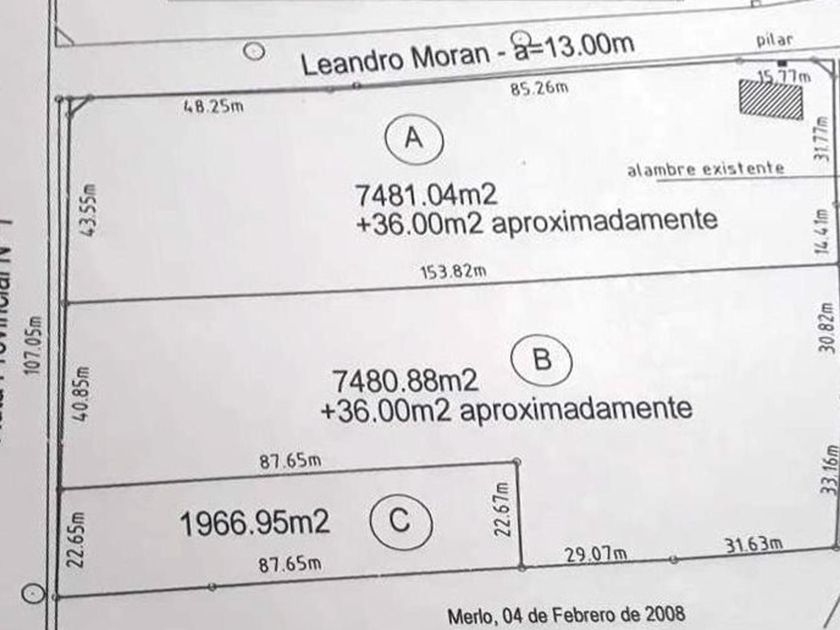 Leandro Moran - a=13.00m
pilar
48.25m
85.26m
15.77m
A
31.77m
alambre existente
43.55m
7481.04m2
+36.00m2 aproximadamente
14.41m
153.82m
107.05m
30.82m
B
40.85m
7480.88m2
+36.00m2 aproximadamente
87.65m
33.16m
22.65m
1966.95m2
C
22.67m
87.65m
29.07m
31.63m
Merlo, 04 de Febrero de 2008